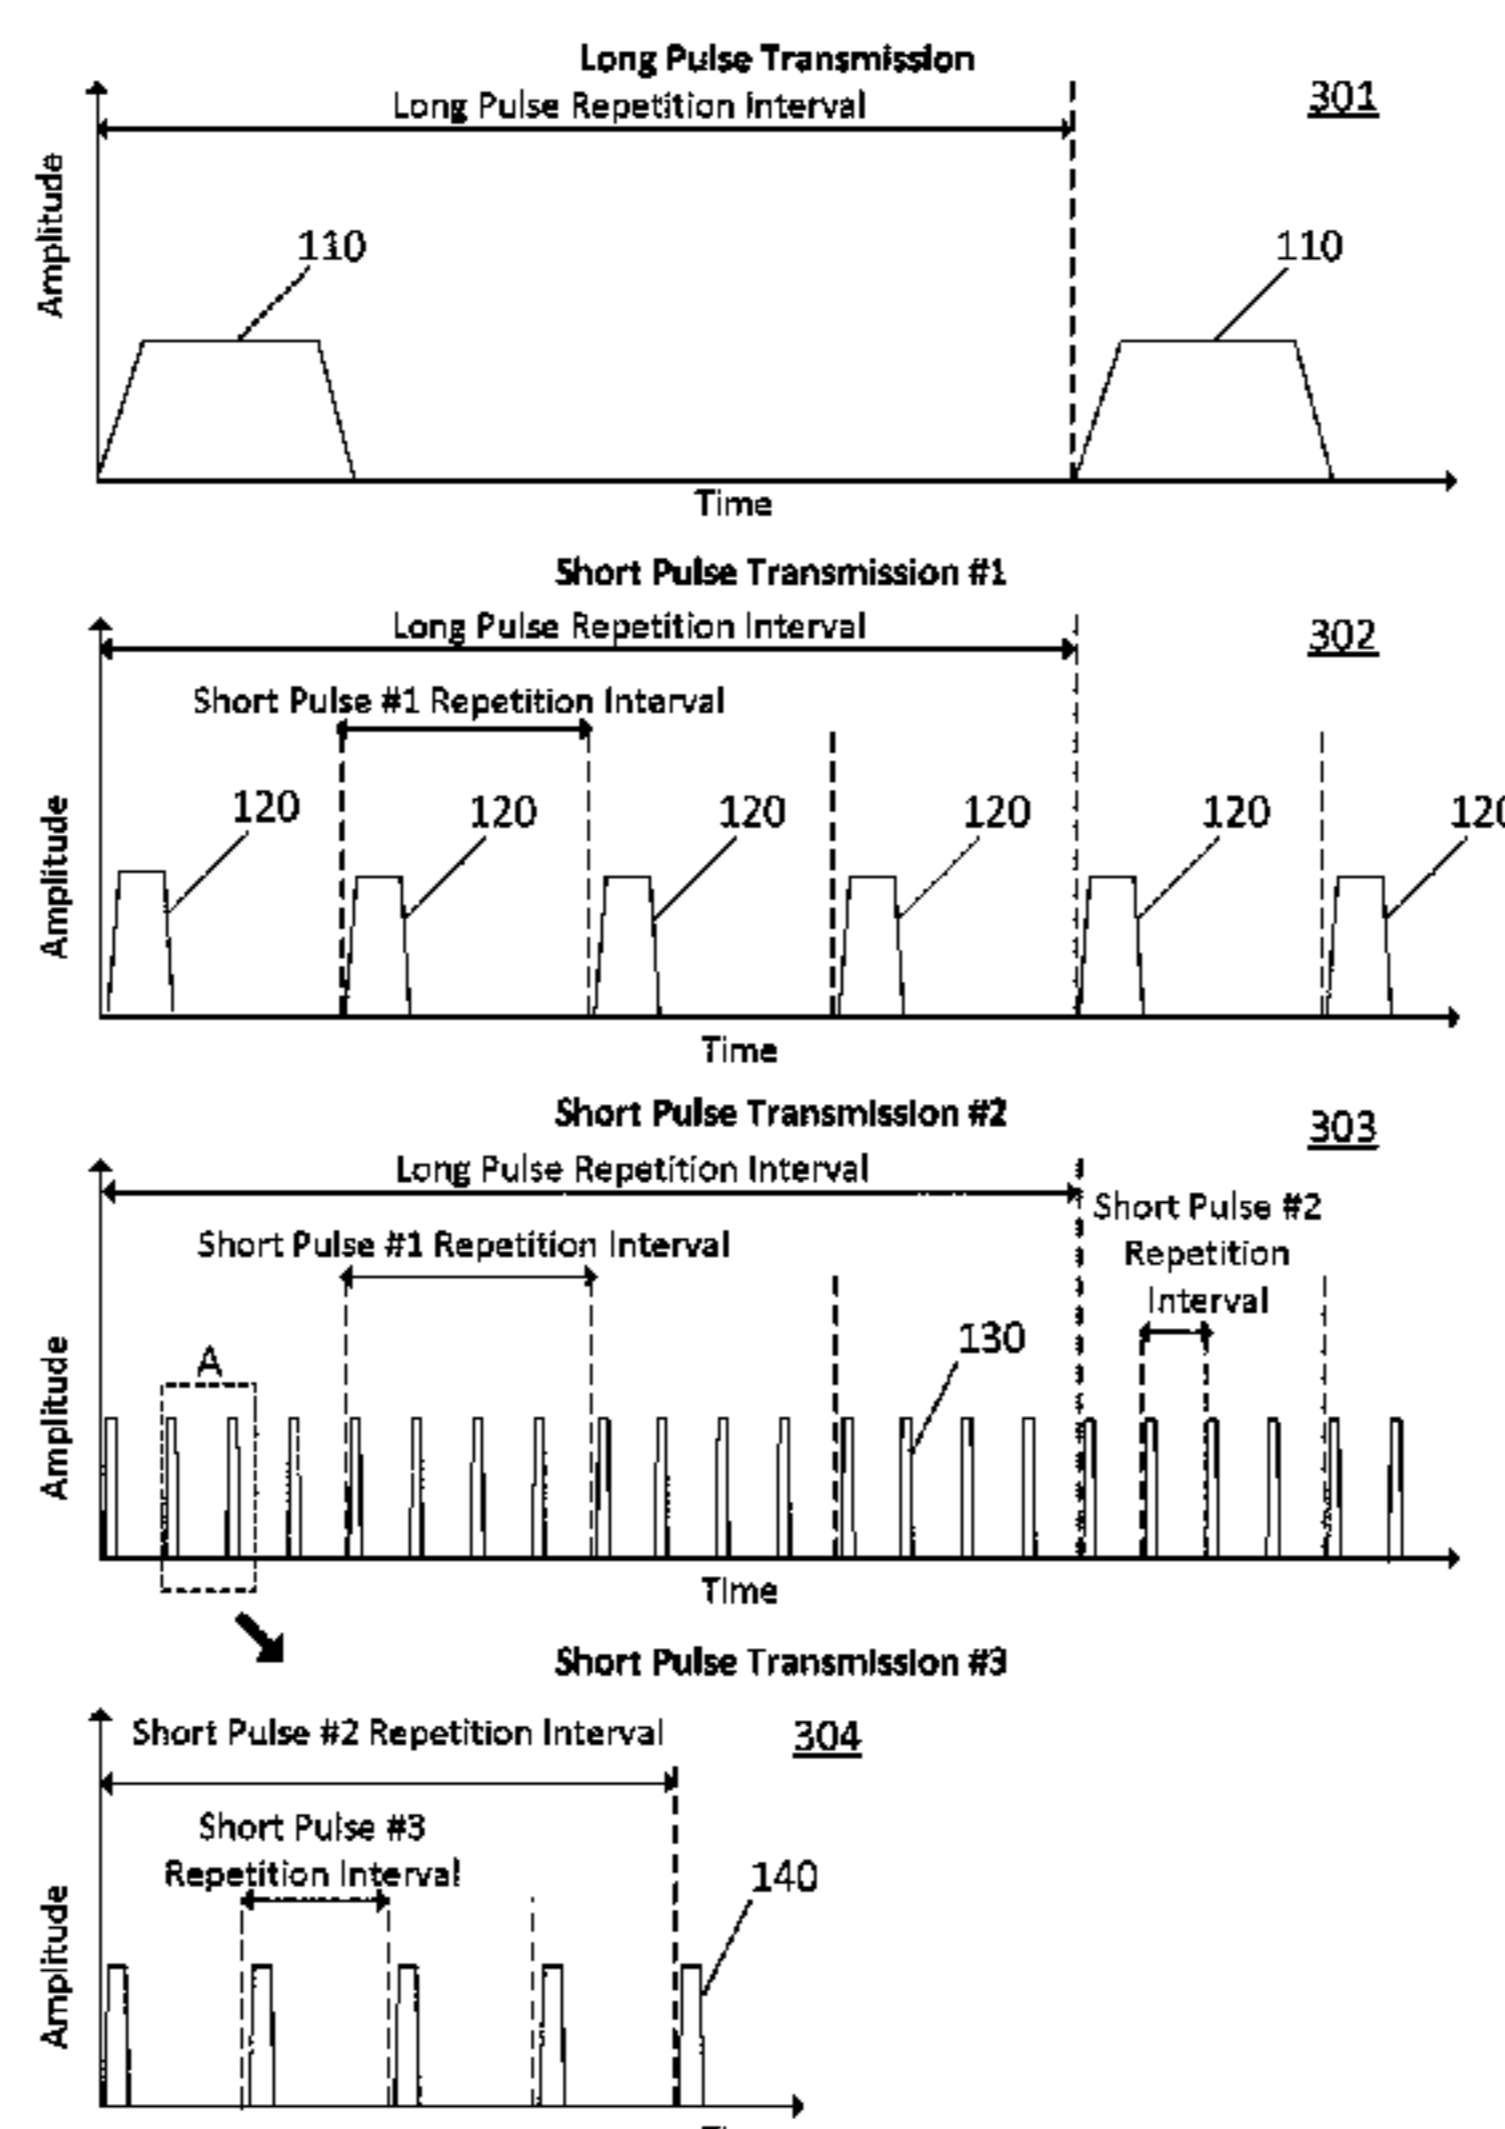 Long Pulse Transmission
Long Pulse Repetition Interval
301
Amplitude
110
110
Time
Short Pulse Transmission #1
Long Pulse Repetition Interval
302
Short Pulse #1 Repetition Interval
Amplitude
120
120
120
120
120
120
Time
Short Pulse Transmission #2
303
Long Pulse Repetition Interval
Short Pulse #2
Repetition
Interval
Short Pulse #1 Repetition Interval
Amplitude
A
130
Time
Short Pulse Transmission #3
Short Pulse #2 Repetition Interval
304
Short Pulse #3
Repetition Interval
Amplitude
140